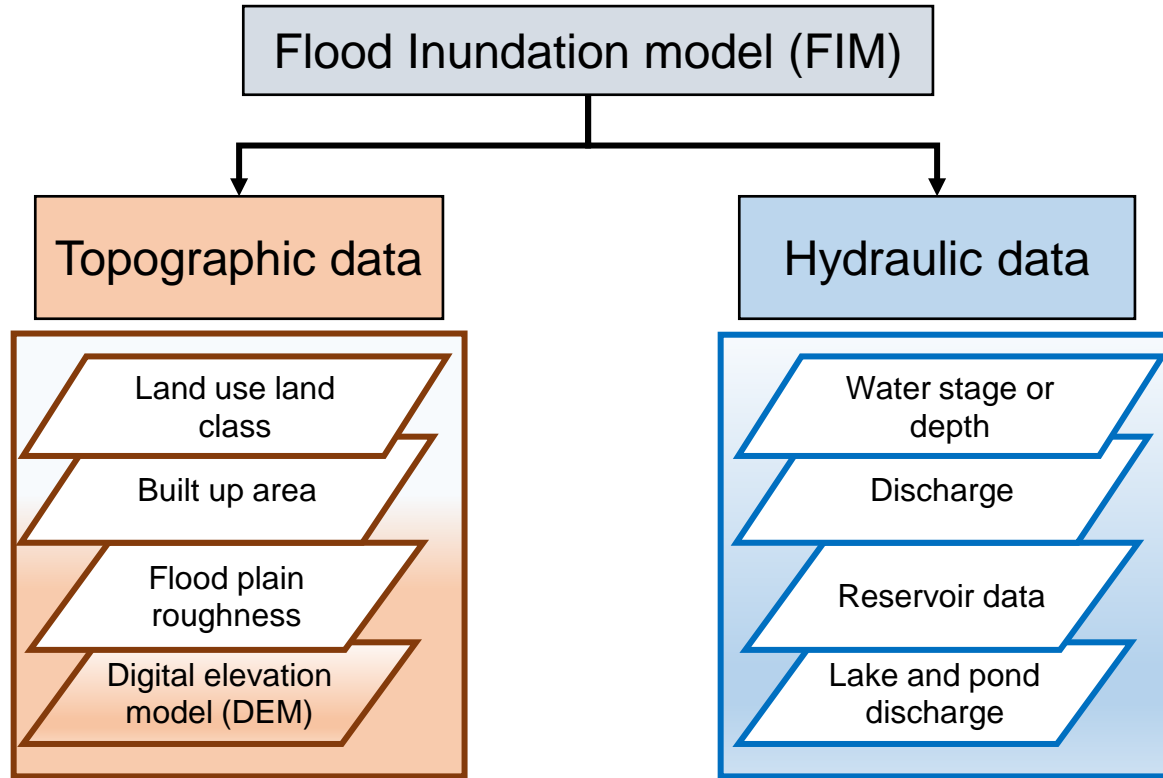 Flood Inundation model (FIM)
Topographic data
Land use land
class
Built up area
Flood plain
roughness
Digital elevation
model (DEM)
Hydraulic data
Water stage or
depth
Discharge
Reservoir data
Lake and pond
discharge